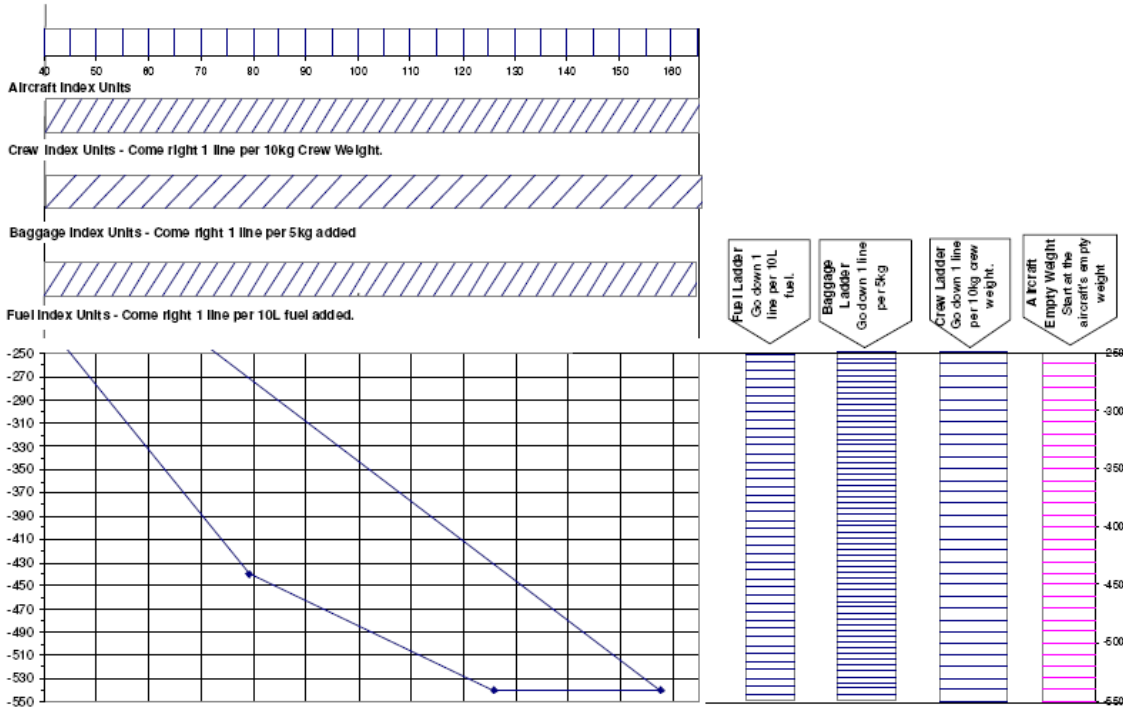 40 50 60 70 80 90 100 110 120 130 140 150 160
Aircraft Index Units
Crew Index Units - Come right 1 line per 10kg Crew Weight.
Baggage Index Units - Come right 1 line per 5kg added
Fuel Index Units - Come right 1 line per 10L fuel added.
Fuel Ladder
Go down 1
line per 10L
fuel.
Baggage
Ladder
Go down 1 line
per 5kg
Crew Ladder
Go down 1 line
per 10kg crew
weight.
Aircraft
Empty Weight
Start at the
aircraft's empty
weight
-250
-270
-290
-310
-330
-350
-370
-390
-410
-430
-450
-470
-490
-510
-530
-550
-250
-300
-350
-400
-450
-500
-550